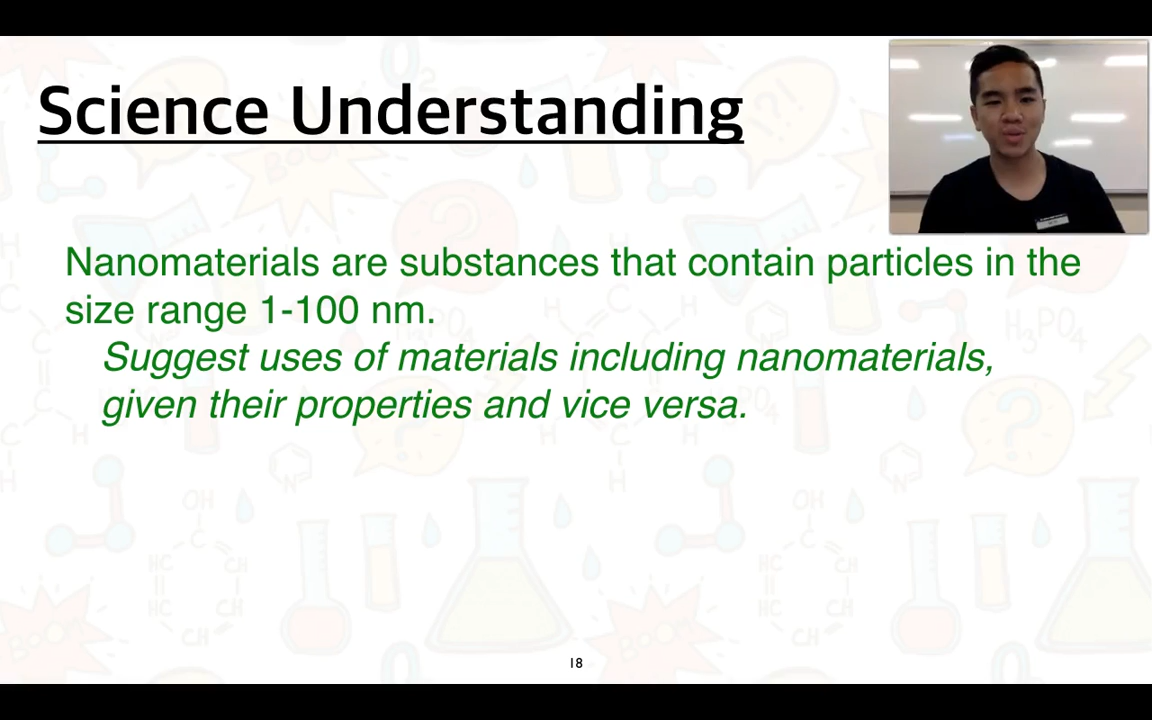 Science Understanding
Nanomaterials are substances that contain particles in the
size range 1-100 nm.
Suggest uses of materials including nanomaterials,
given their properties and vice versa.
18